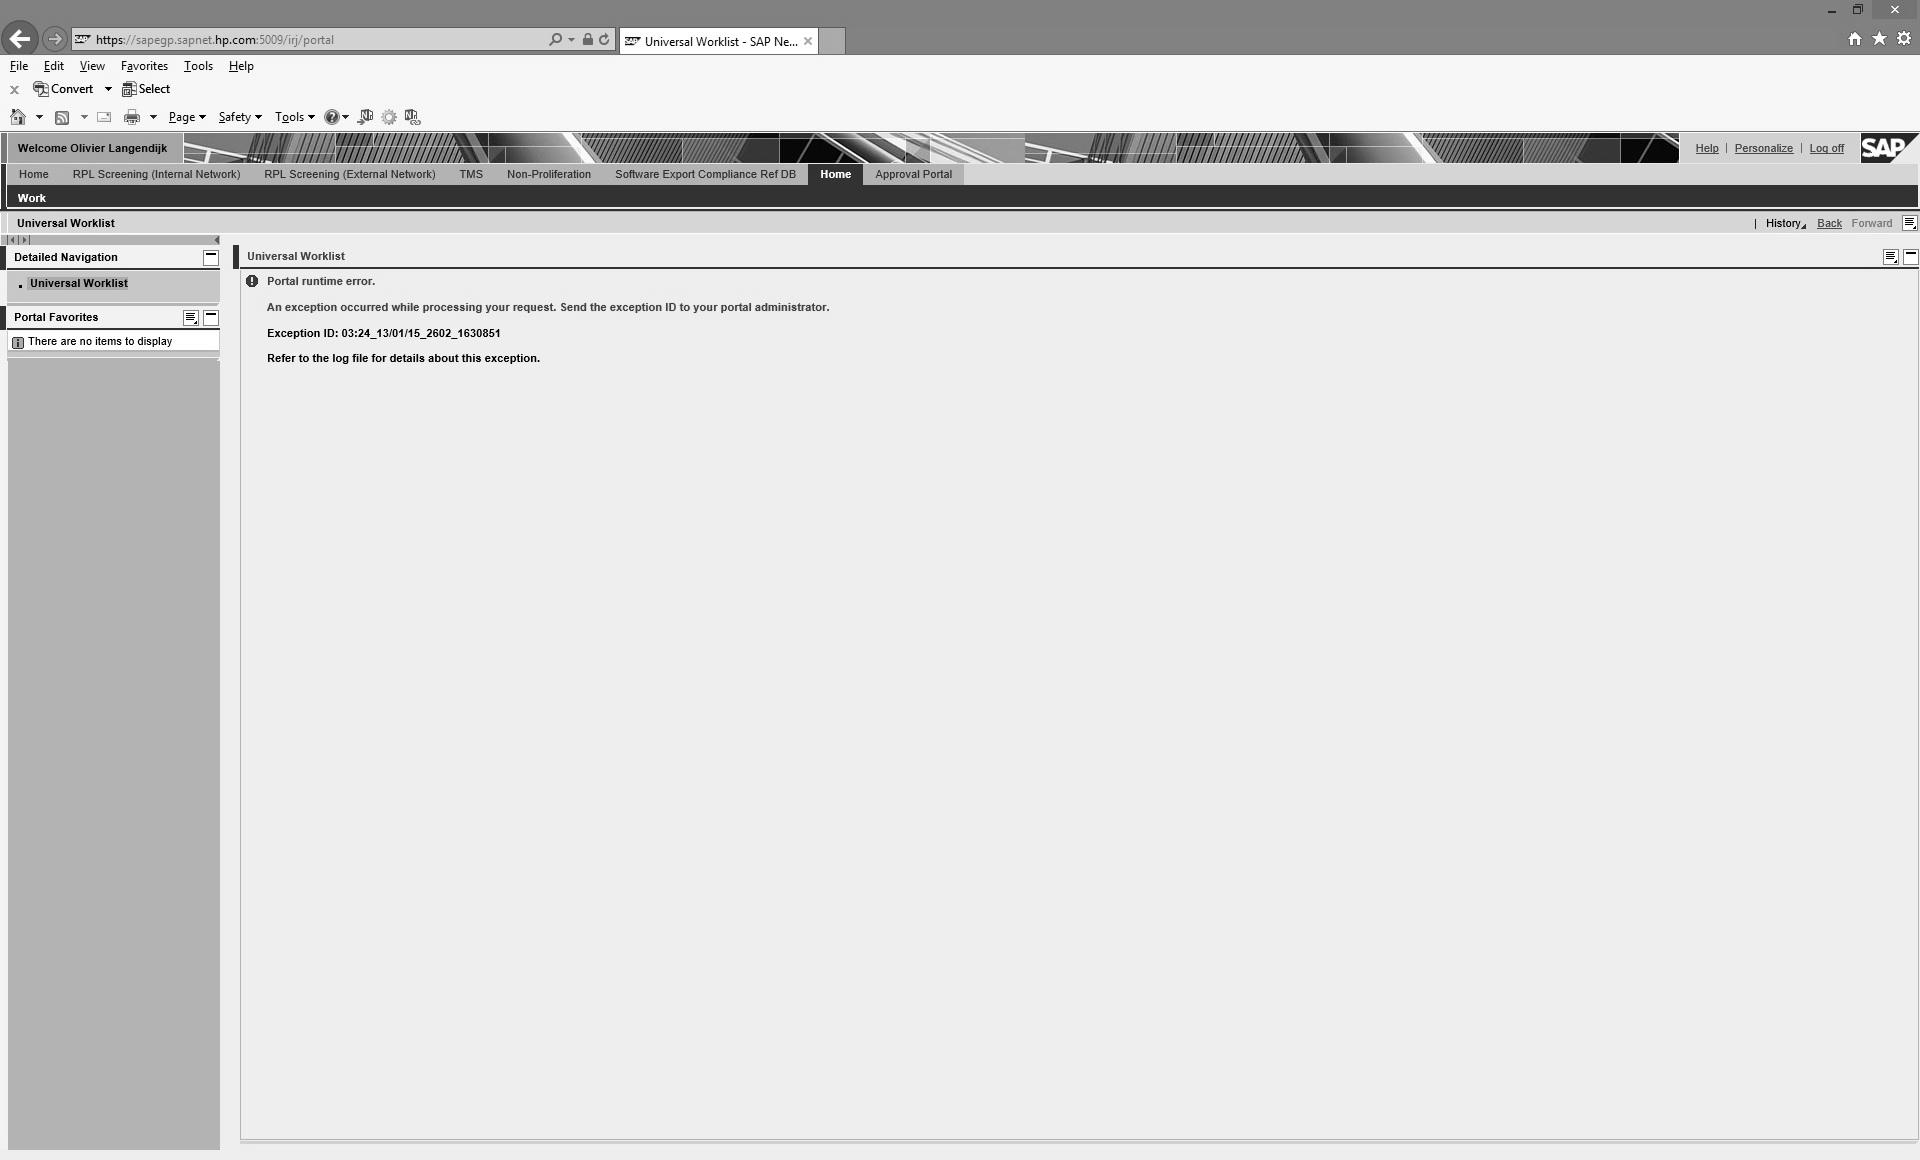 https://sapegp.sapnet.hp.com:5009/irj/portal
Universal Worklist - SAP Ne...
File Edit View Favorites Tools Help
x Convert Select
Page Safety Tools
Welcome Olivier Langendijk
Help | Personalize | Log off SAP
Home RPL Screening (Internal Network) RPL Screening (External Network) TMS Non-Proliferation Software Export Compliance Ref DB Home Approval Portal
Work
Universal Worklist
| History Back Forward
Detailed Navigation
Universal Worklist
Portal Favorites
There are no items to display
Universal Worklist
Portal runtime error.
An exception occurred while processing your request. Send the exception ID to your portal administrator.
Exception ID: 03:24_13/01/15_2602_1630851
Refer to the log file for details about this exception.